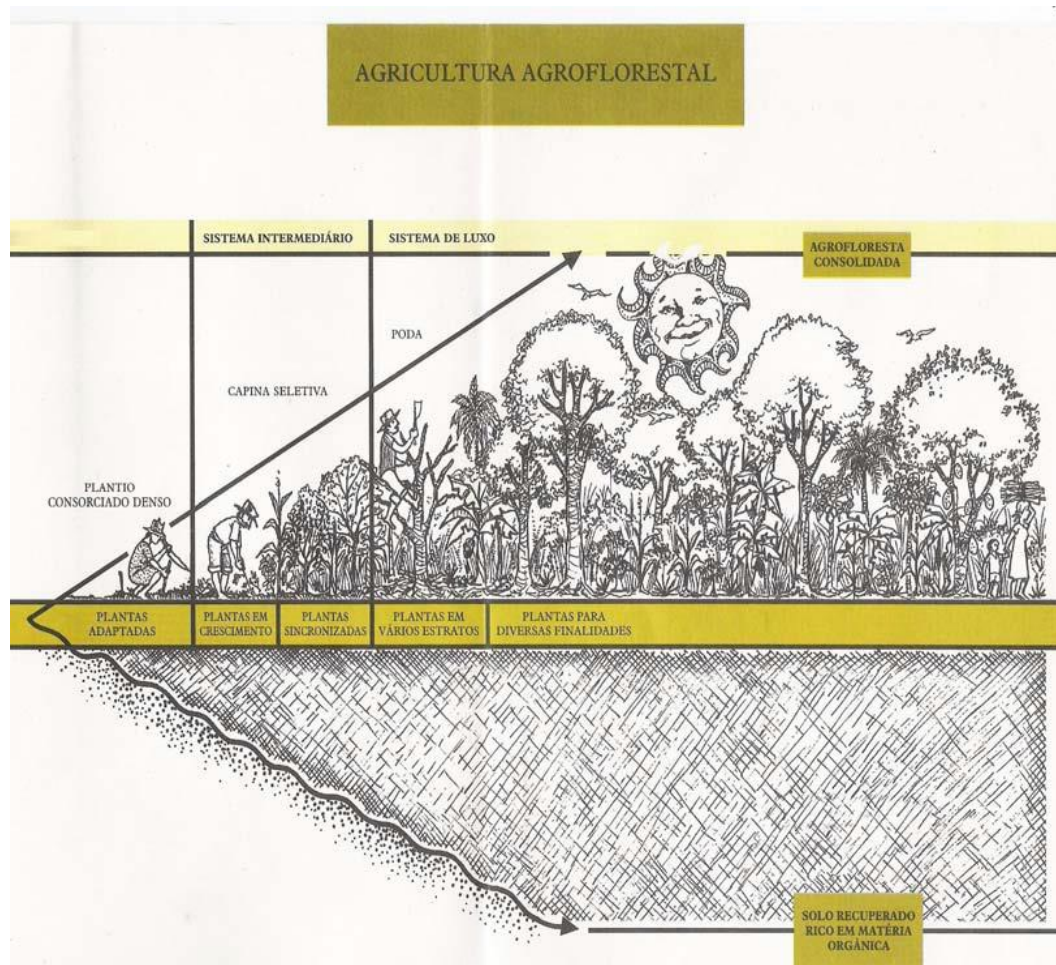 AGRICULTURA AGROFLORESTAL
SISTEMA INTERMEDIÁRIO
SISTEMA DE LUXO
AGROFLORESTA
CONSOLIDADA
PODA
CAPINA SELETIVA
PLANTIO
CONSORCIADO DENSO
PLANTAS
ADAPTADAS
PLANTAS EM
CRESCIMENTO
PLANTAS
SINCRONIZADAS
PLANTAS EM
VÁRIOS ESTRATOS
PLANTAS PARA
DIVERSAS FINALIDADES
SOLO RECUPERADO
RICO EM MATÉRIA
ORGÂNICA